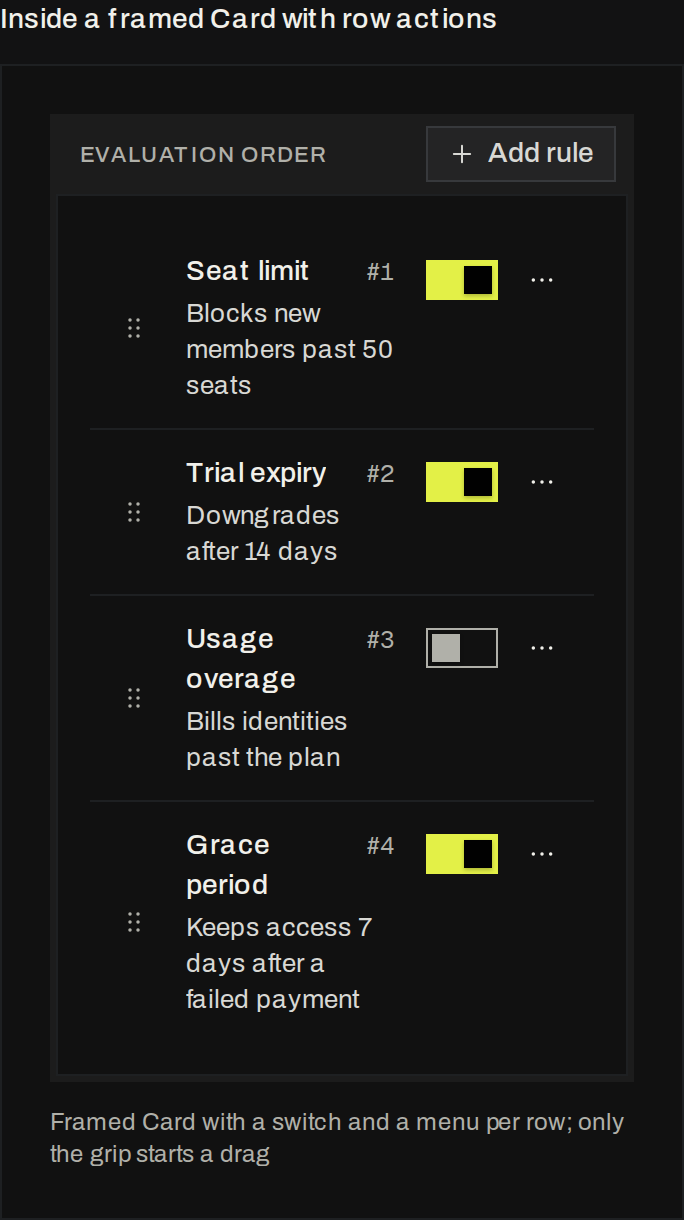 Inside a framed Card with row actions
EVALUATION ORDER
Add rule
Seat limit #1
Blocks new
members past 50
seats
Trial expiry #2
Downgrades
after 14 days
Usage #3
overage
Bills identities
past the plan
Grace #4
period
Keeps access 7
days after a
failed payment
Framed Card with a switch and a menu per row; only
the grip starts a drag